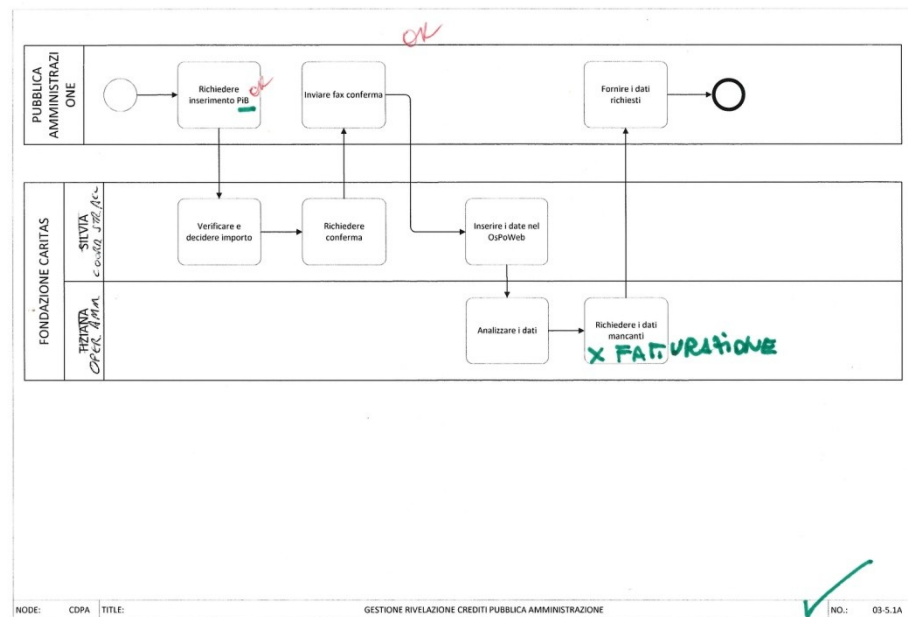 OK
PUBBLICA
AMMINISTRAZI
ONE
Richiedere
inserimento PiB
OK
Inviare fax conferma
Fornire i dati
richiesti
FONDAZIONE CARITAS
SILVIA
Verificare e
decidere importo
Richiedere
conferma
Inserire i date nel
OsPoWeb
TIZIANA
OPER AMM
Analizzare i dati
Richiedere i dati
mancanti
X FATTURAZIONE
NODE: CDPA TITLE: GESTIONE RIVELAZIONE CREDITI PUBBLICA AMMINISTRAZIONE NO.: 03-5.1A